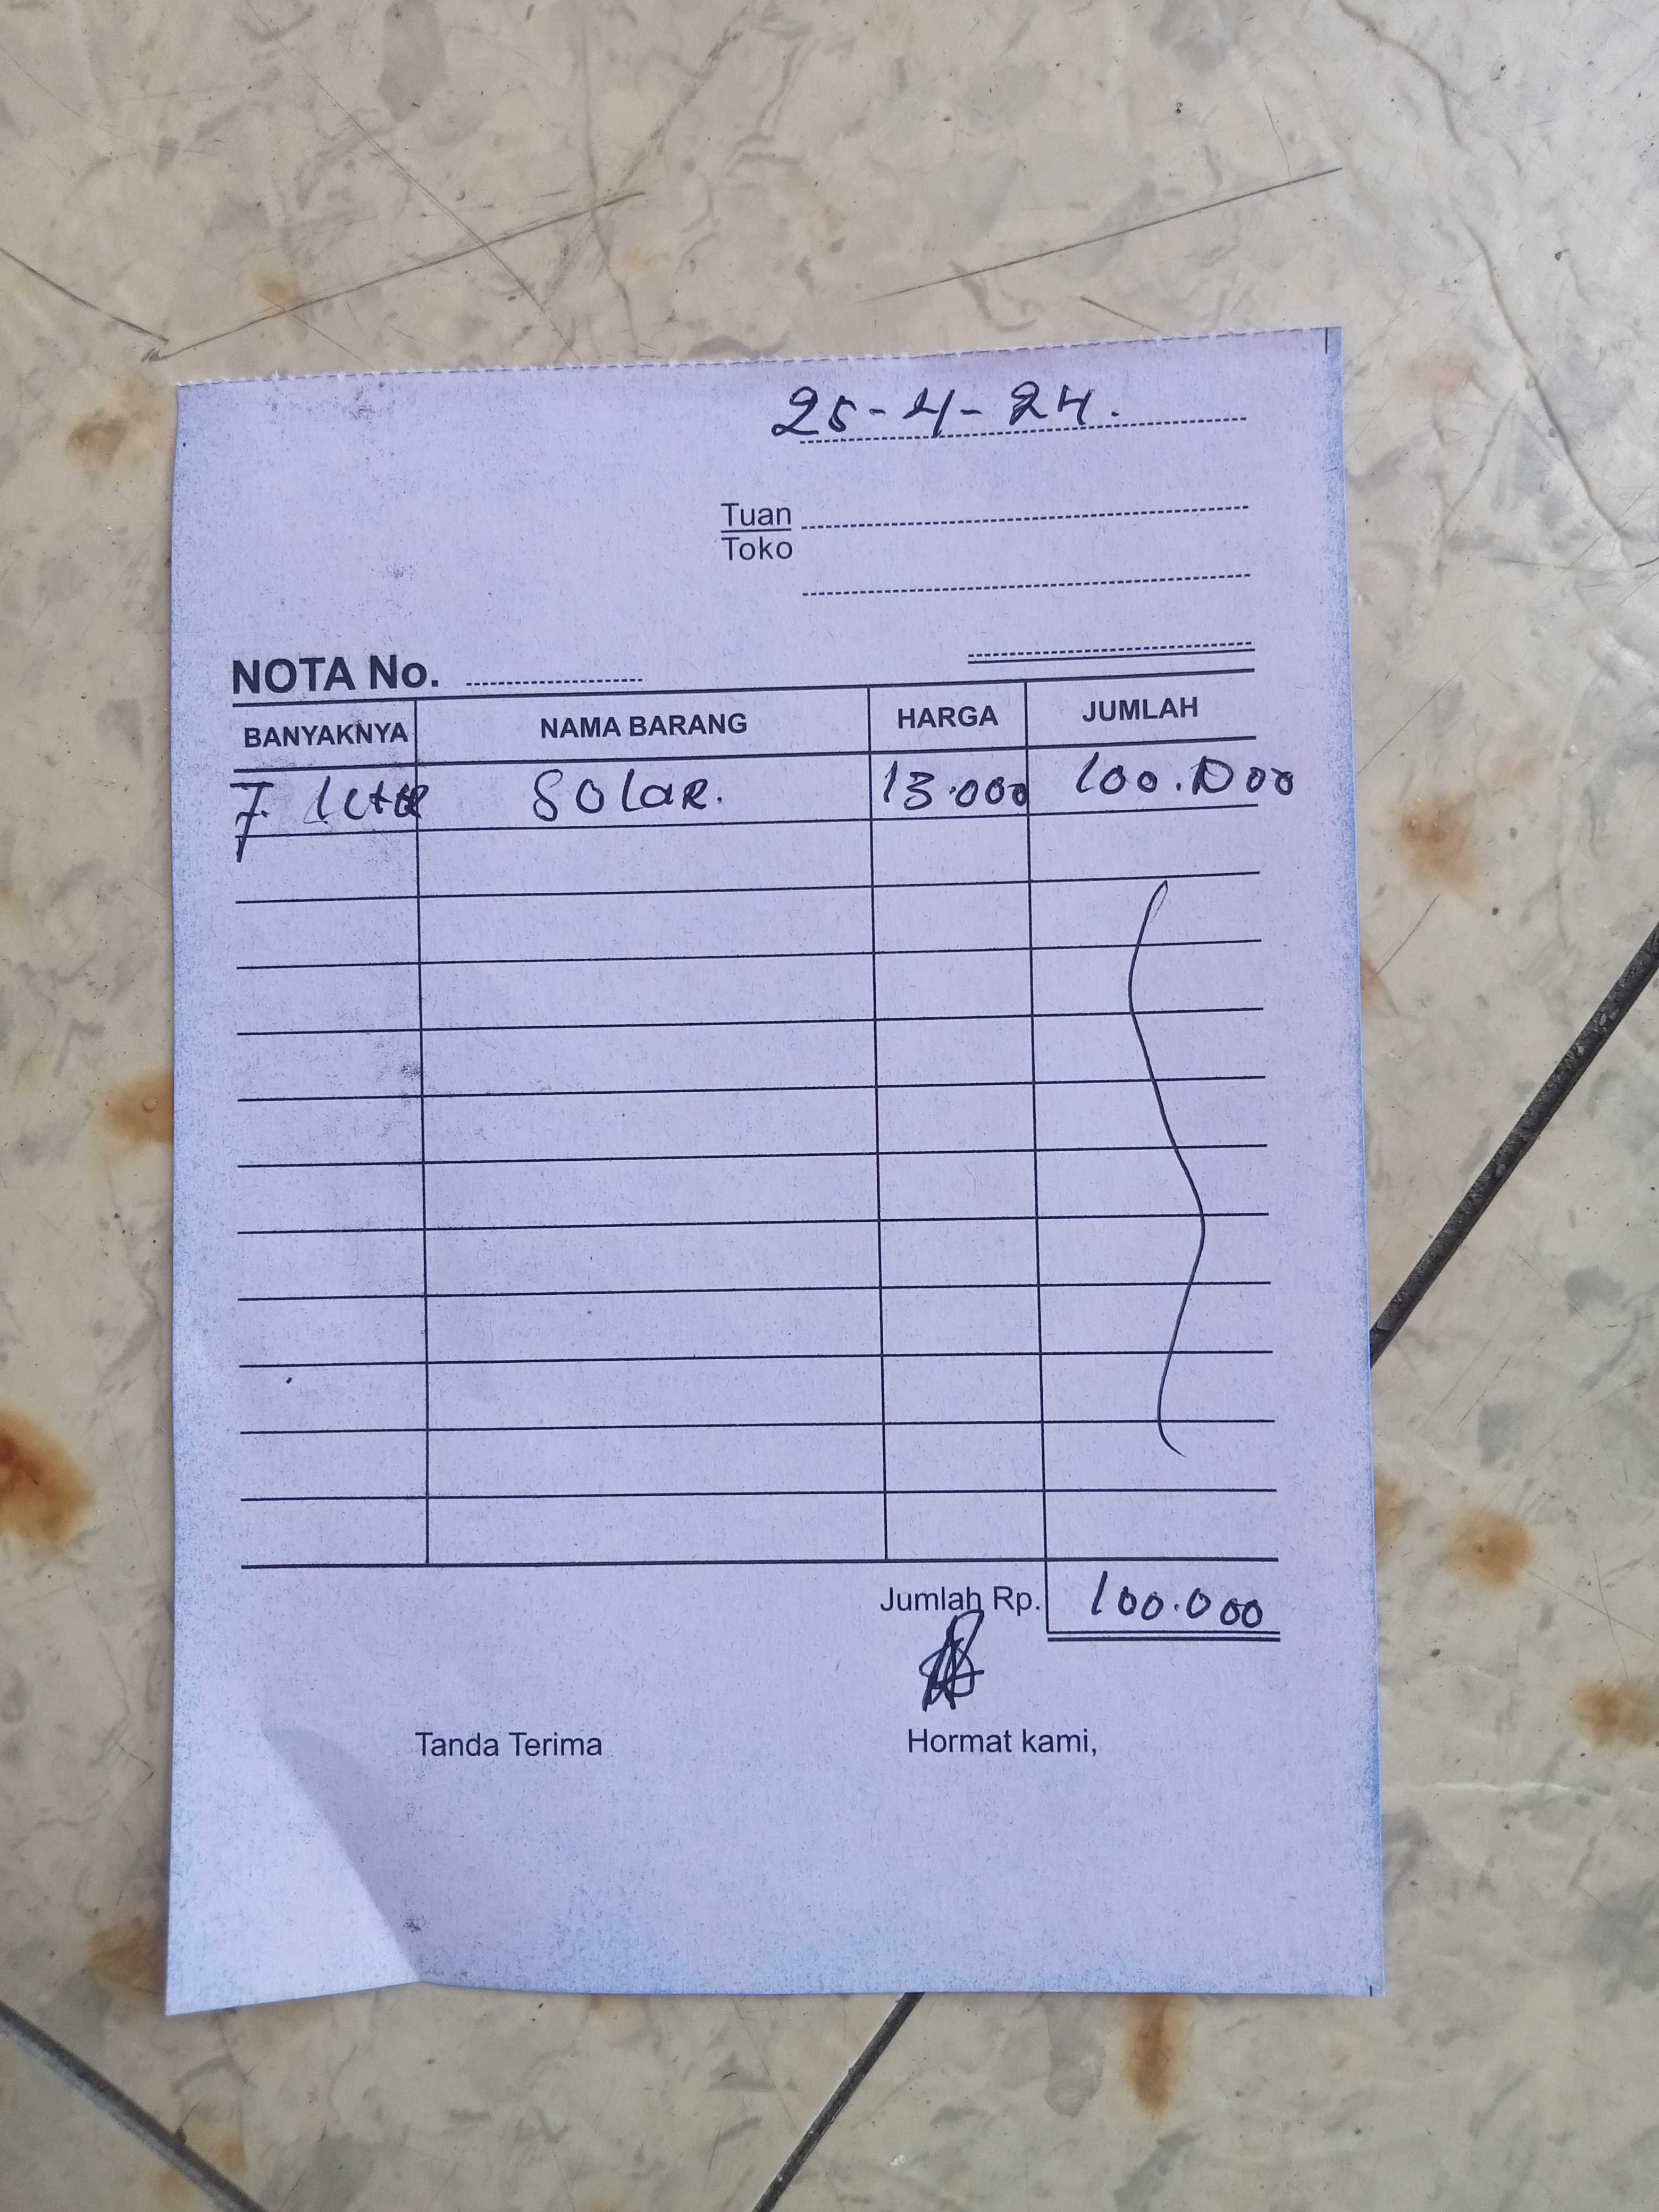 25-4-24.
Tuan
Toko
NOTA No.
BANYAKNYA NAMA BARANG HARGA JUMLAH
7 liter SOlaR. 13.000 100.000
Jumlah Rp. 100.000
Tanda Terima Hormat kami,